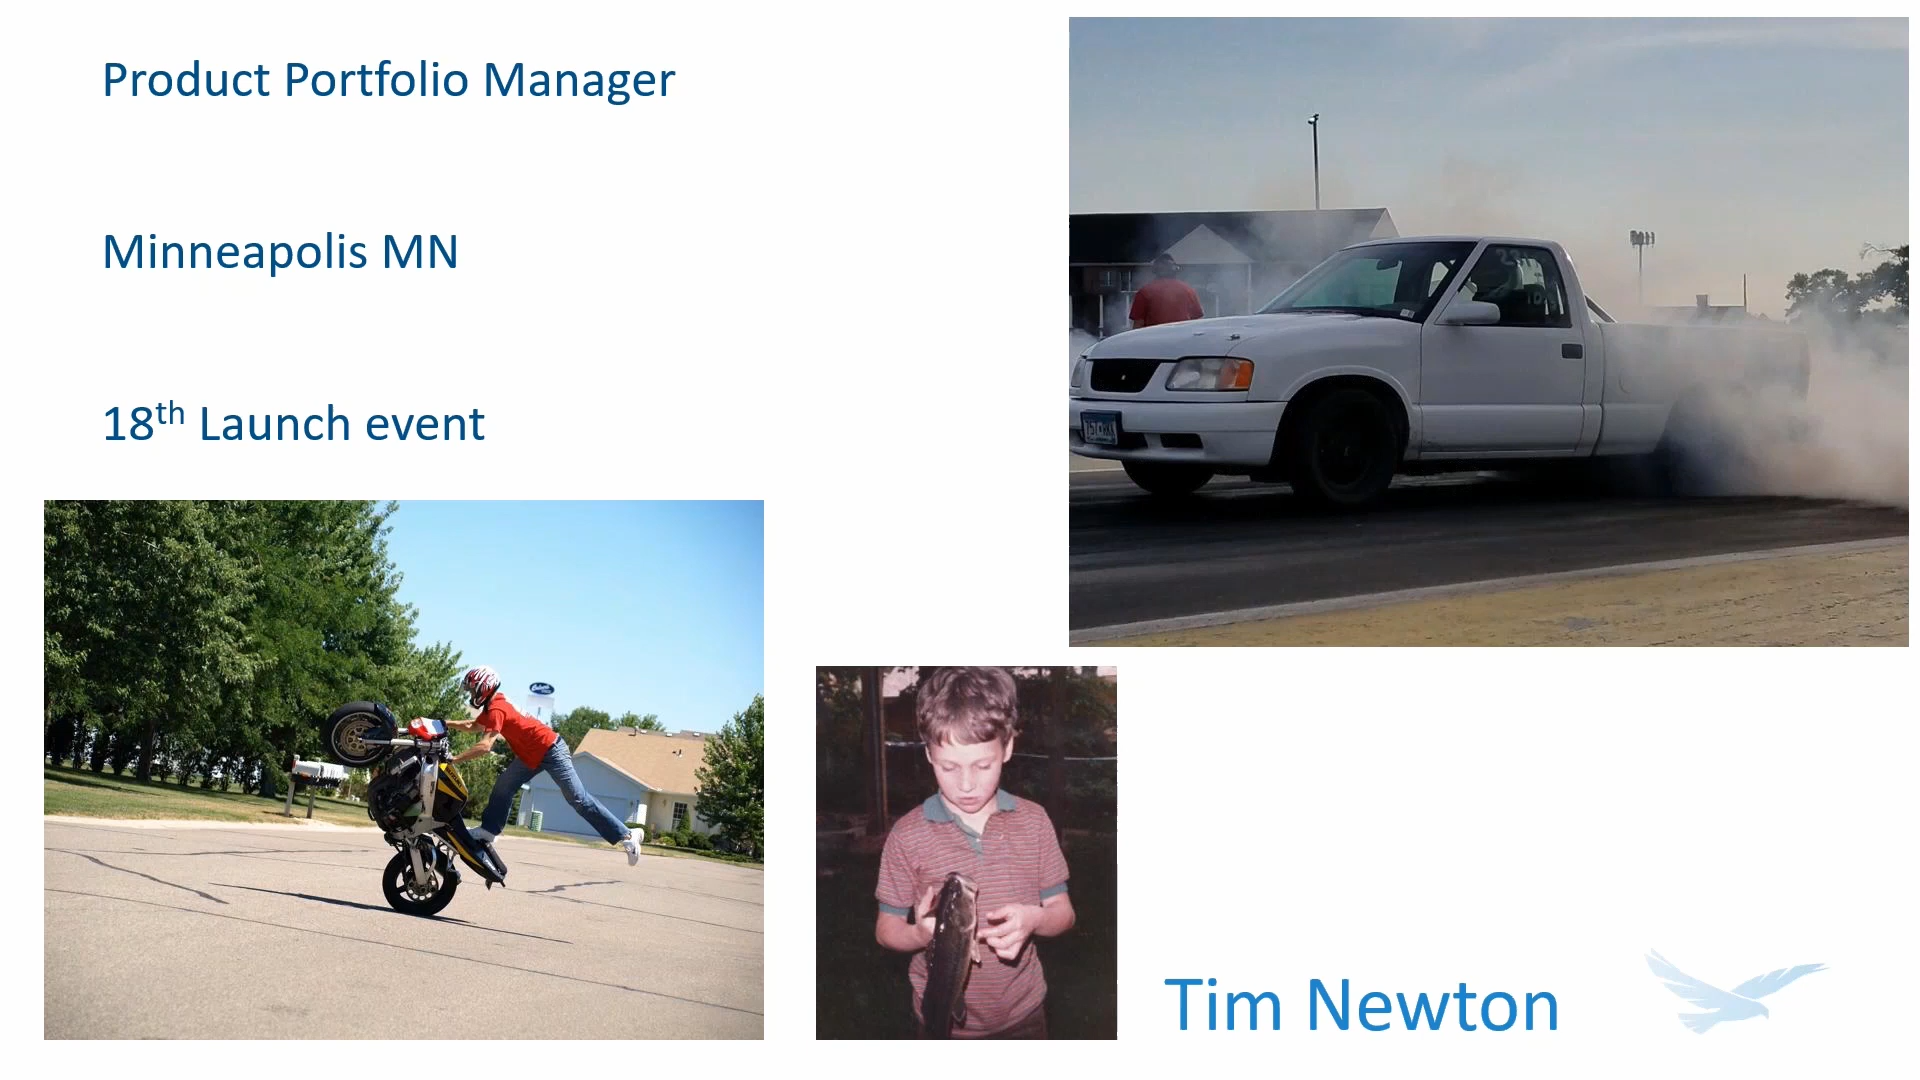 Product Portfolio Manager
Minneapolis MN
18th Launch event
Tim Newton